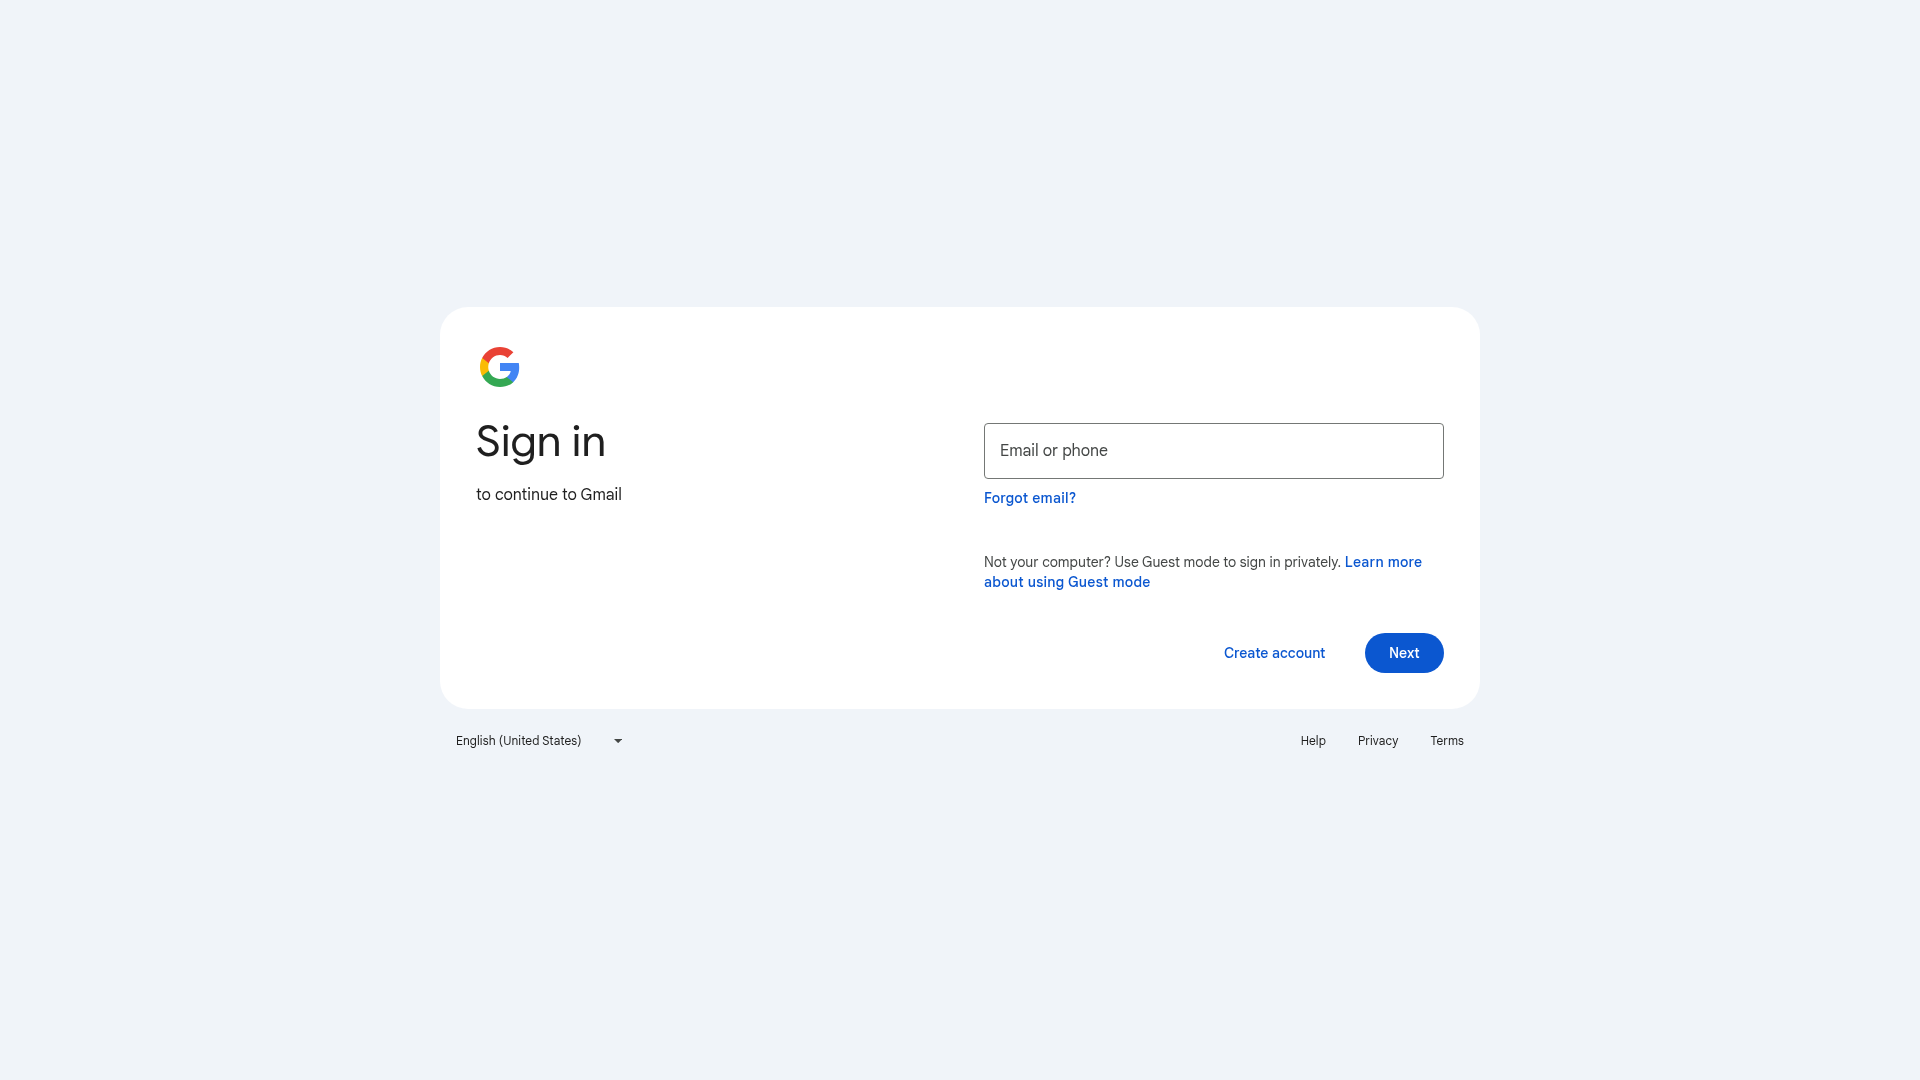 Sign in
to continue to Gmail
Email or phone
Forgot email?
Not your computer? Use Guest mode to sign in privately. Learn more
about using Guest mode
Create account
Next
English (United States)
Help
Privacy
Terms